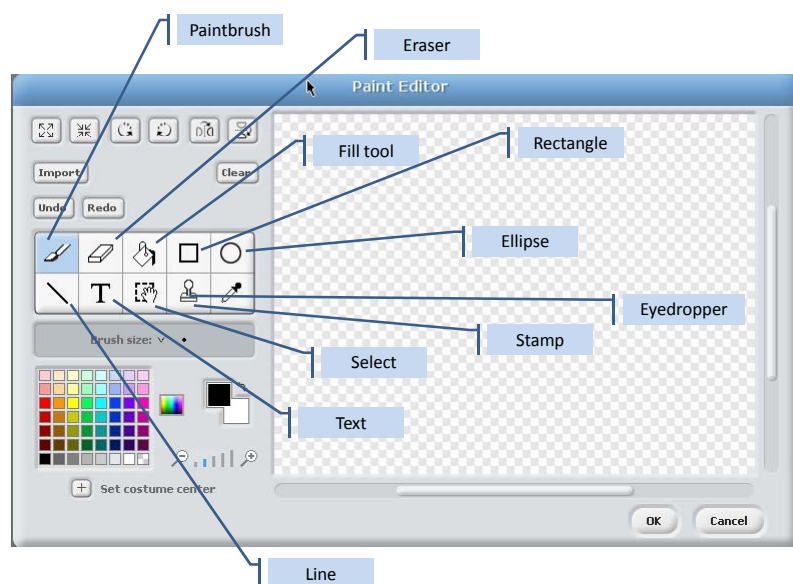 Paintbrush
Eraser
Paint Editor
Import
Clear
Fill tool
Rectangle
Undo
Redo
Ellipse
T
Eyedropper
Brush size:
Stamp
Select
Text
Set costume center
OK
Cancel
Line